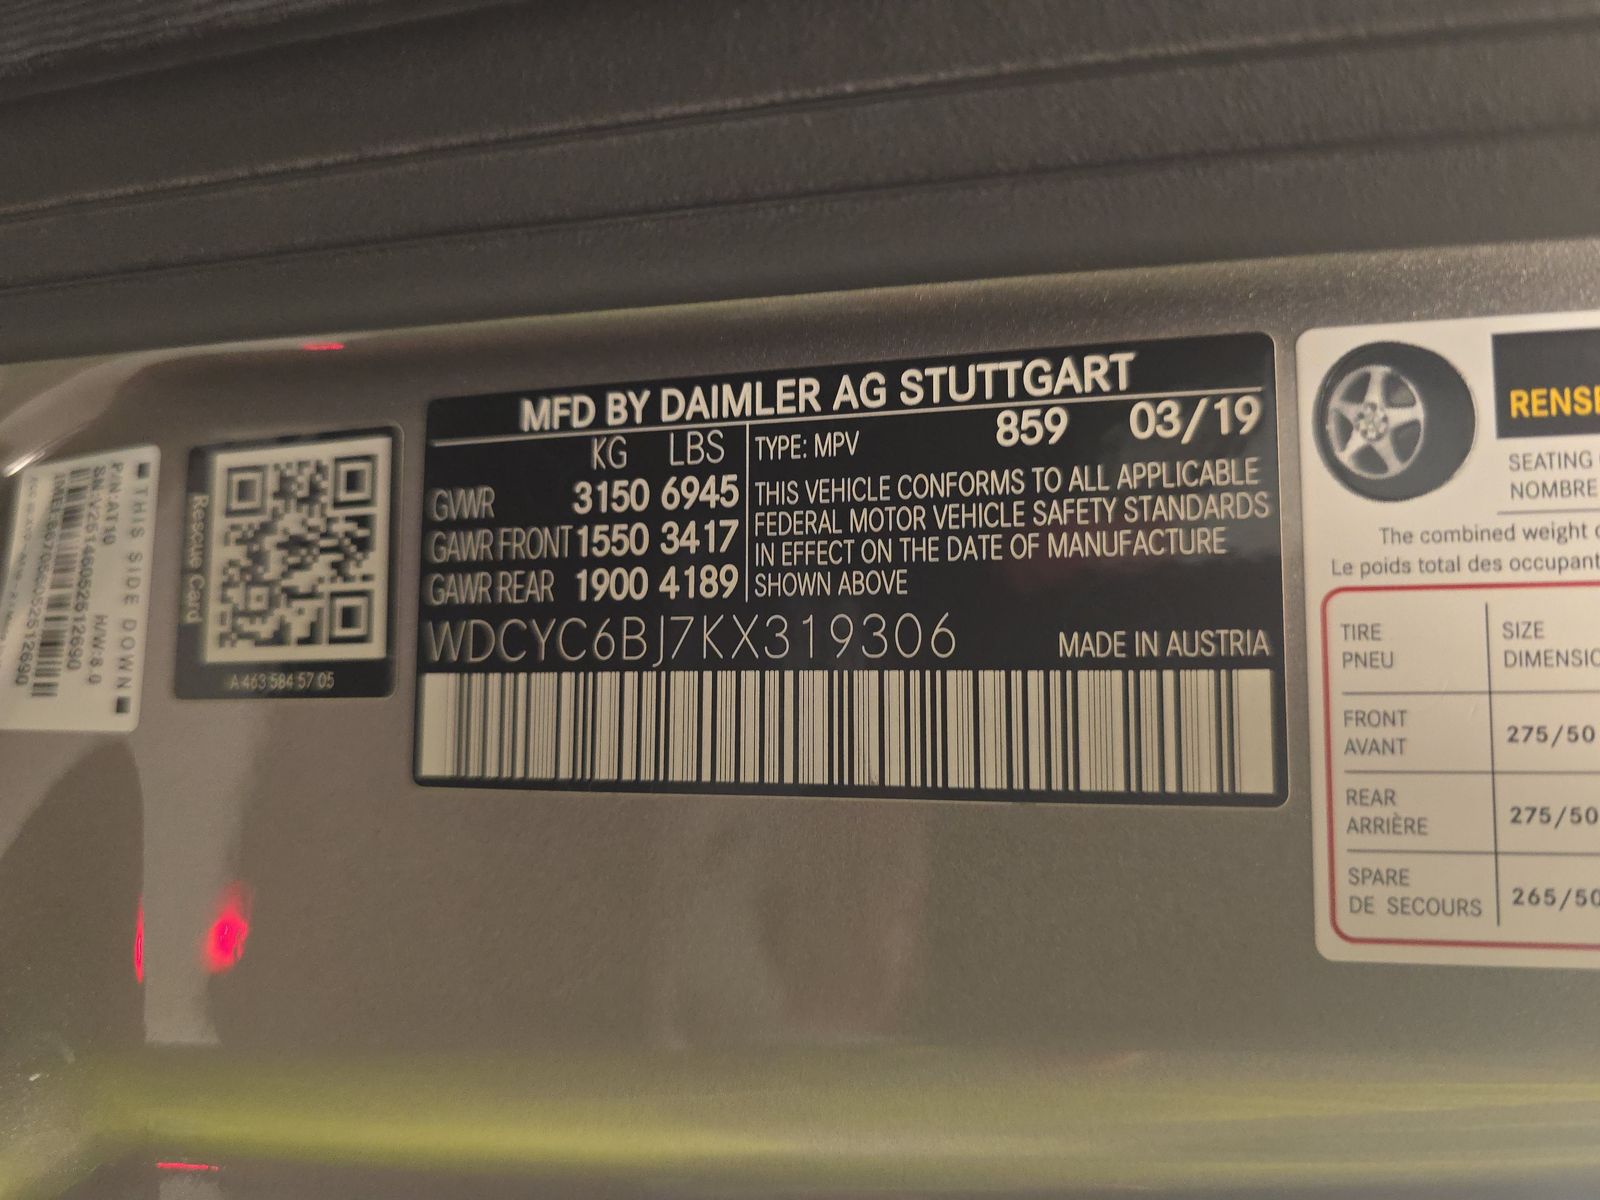 THIS SIDE DOWN
P/N:IAT10 H/W:8.0
Rescue Card
A 463 584 57 05
MFD BY DAIMLER AG STUTTGART
KG LBS
GVWR 3150 6945
GAWR FRONT 1550 3417
GAWR REAR 1900 4189
TYPE: MPV 859 03/19
THIS VEHICLE CONFORMS TO ALL APPLICABLE
FEDERAL MOTOR VEHICLE SAFETY STANDARDS
IN EFFECT ON THE DATE OF MANUFACTURE
SHOWN ABOVE
WDCYC6BJ7KX319306 MADE IN AUSTRIA
SEATING
NOMBRE
The combined weight
Le poids total des occupant
TIRE SIZE
PNEU
FRONT 275/50
AVANT
REAR 275/50
ARRIÈRE
SPARE 265/50
DE SECOURS